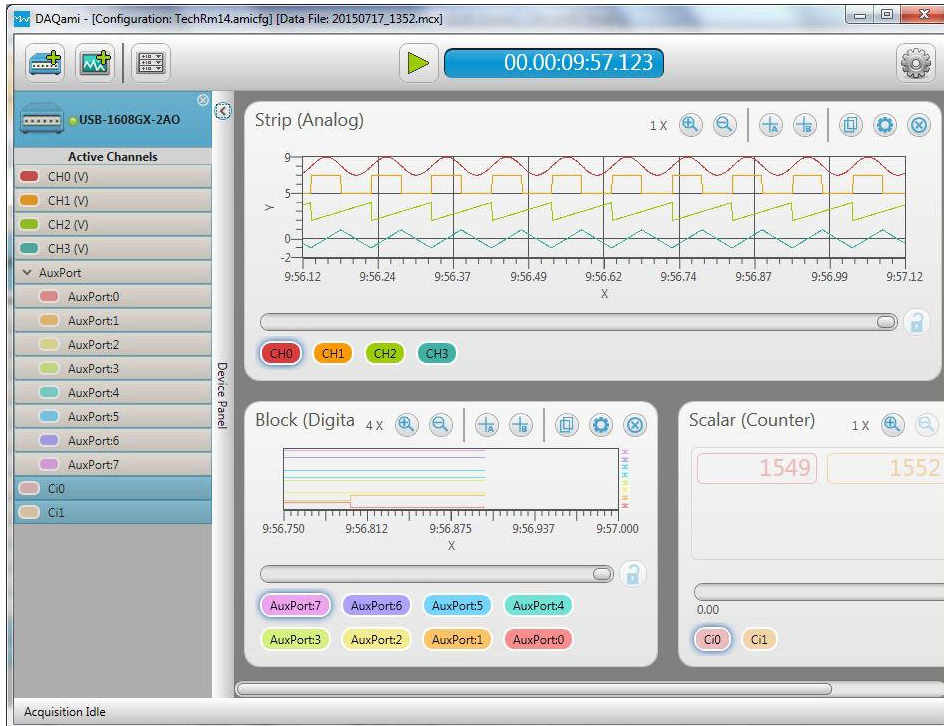 DAQami - [Configuration: TechRm14.amicfg] [Data File: 20150717_1352.mcx]
00.00:09:57.123
USB-1608GX-2AO
Active Channels
CH0 (V)
CH1 (V)
CH2 (V)
CH3 (V)
AuxPort
AuxPort:0
AuxPort:1
AuxPort:2
AuxPort:3
AuxPort:4
AuxPort:5
AuxPort:6
AuxPort:7
Ci0
Ci1
Device Panel
Strip (Analog)
1 X
A
B
9
5
0
-2
Y
9:56.12 9:56.24 9:56.37 9:56.49 9:56.62 9:56.74 9:56.87 9:56.99 9:57.12
X
CH0 CH1 CH2 CH3
Block (Digita 4 X
A
B
H
H
H
H
H
H
H
H
9:56.750 9:56.812 9:56.875 9:56.937 9:57.000
X
AuxPort:7 AuxPort:6 AuxPort:5 AuxPort:4
AuxPort:3 AuxPort:2 AuxPort:1 AuxPort:0
Scalar (Counter) 1 X
1549 1552
0.00
Ci0 Ci1
Acquisition Idle